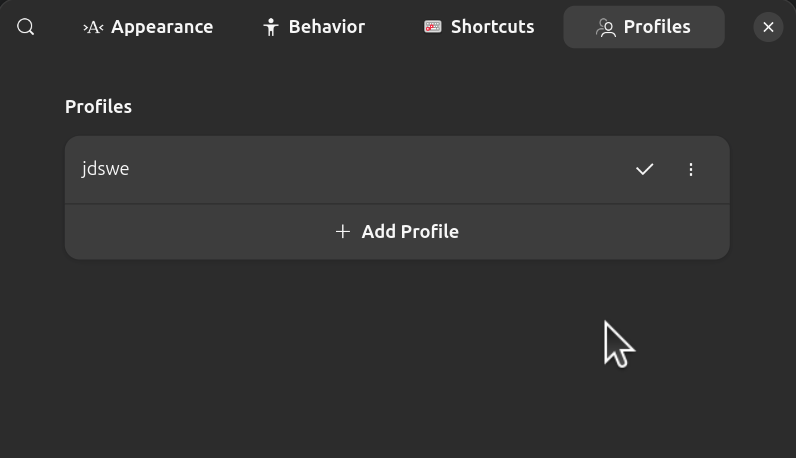 Appearance
Behavior
Shortcuts
Profiles
Profiles
jdswe
Add Profile